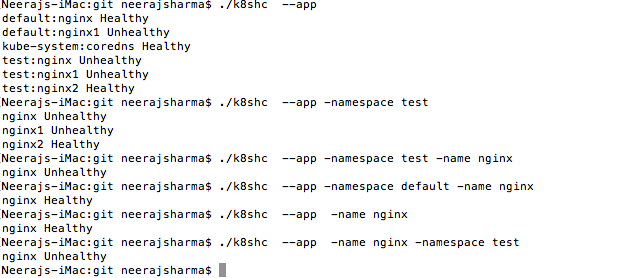 [Neerajs-iMac:git neerajsharma$ ./k8shc  --app
default:nginx Healthy
default:nginx1 Unhealthy
kube-system:coredns Healthy
test:nginx Unhealthy
test:nginx1 Unhealthy
test:nginx2 Healthy
[Neerajs-iMac:git neerajsharma$ ./k8shc  --app -namespace test
nginx Unhealthy
nginx1 Unhealthy
nginx2 Healthy
[Neerajs-iMac:git neerajsharma$ ./k8shc  --app -namespace test -name nginx
nginx Unhealthy
[Neerajs-iMac:git neerajsharma$ ./k8shc  --app -namespace default -name nginx
nginx Healthy
[Neerajs-iMac:git neerajsharma$ ./k8shc  --app  -name nginx
nginx Healthy
[Neerajs-iMac:git neerajsharma$ ./k8shc  --app  -name nginx -namespace test
nginx Unhealthy
Neerajs-iMac:git neerajsharma$